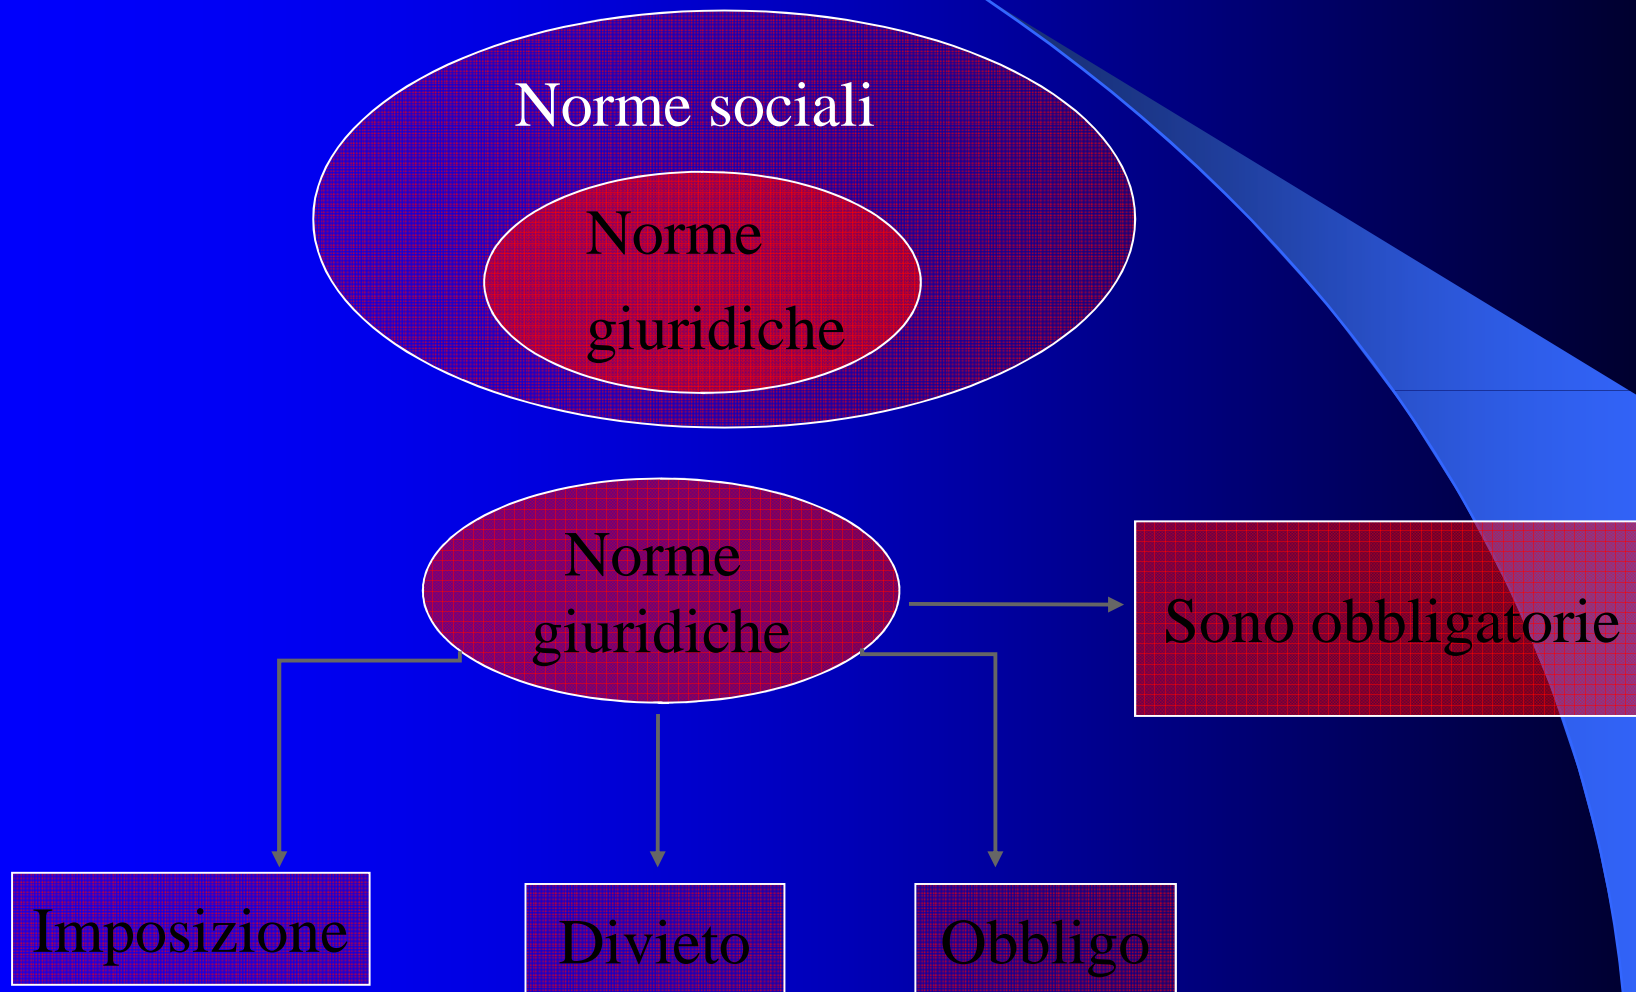 Norme sociali
Norme
giuridiche
Norme
giuridiche
Sono obbligatorie
Imposizione
Divieto
Obbligo